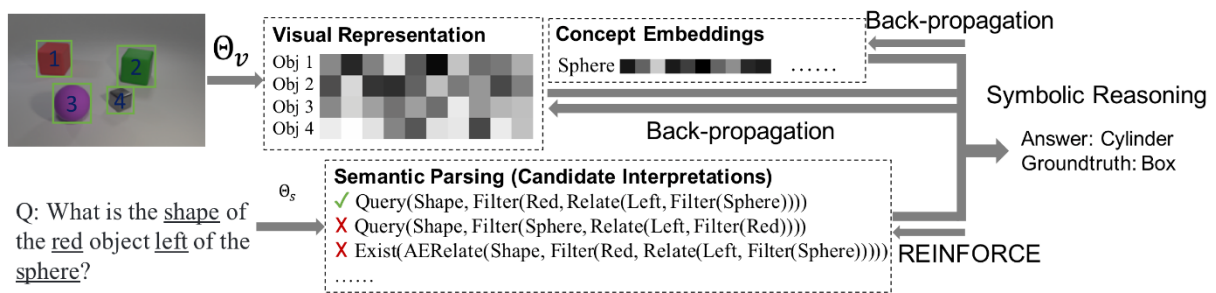 1
2
3
4
Θv
Visual Representation
Obj 1
Obj 2
Obj 3
Obj 4
Concept Embeddings
Sphere ......
Back-propagation
Back-propagation
Symbolic Reasoning
Answer: Cylinder
Groundtruth: Box
Q: What is the shape of
the red object left of the
sphere?
Θs
Semantic Parsing (Candidate Interpretations)
✓ Query(Shape, Filter(Red, Relate(Left, Filter(Sphere))))
✗ Query(Shape, Filter(Sphere, Relate(Left, Filter(Red))))
✗ Exist(AERelate(Shape, Filter(Red, Relate(Left, Filter(Sphere)))))
......
REINFORCE